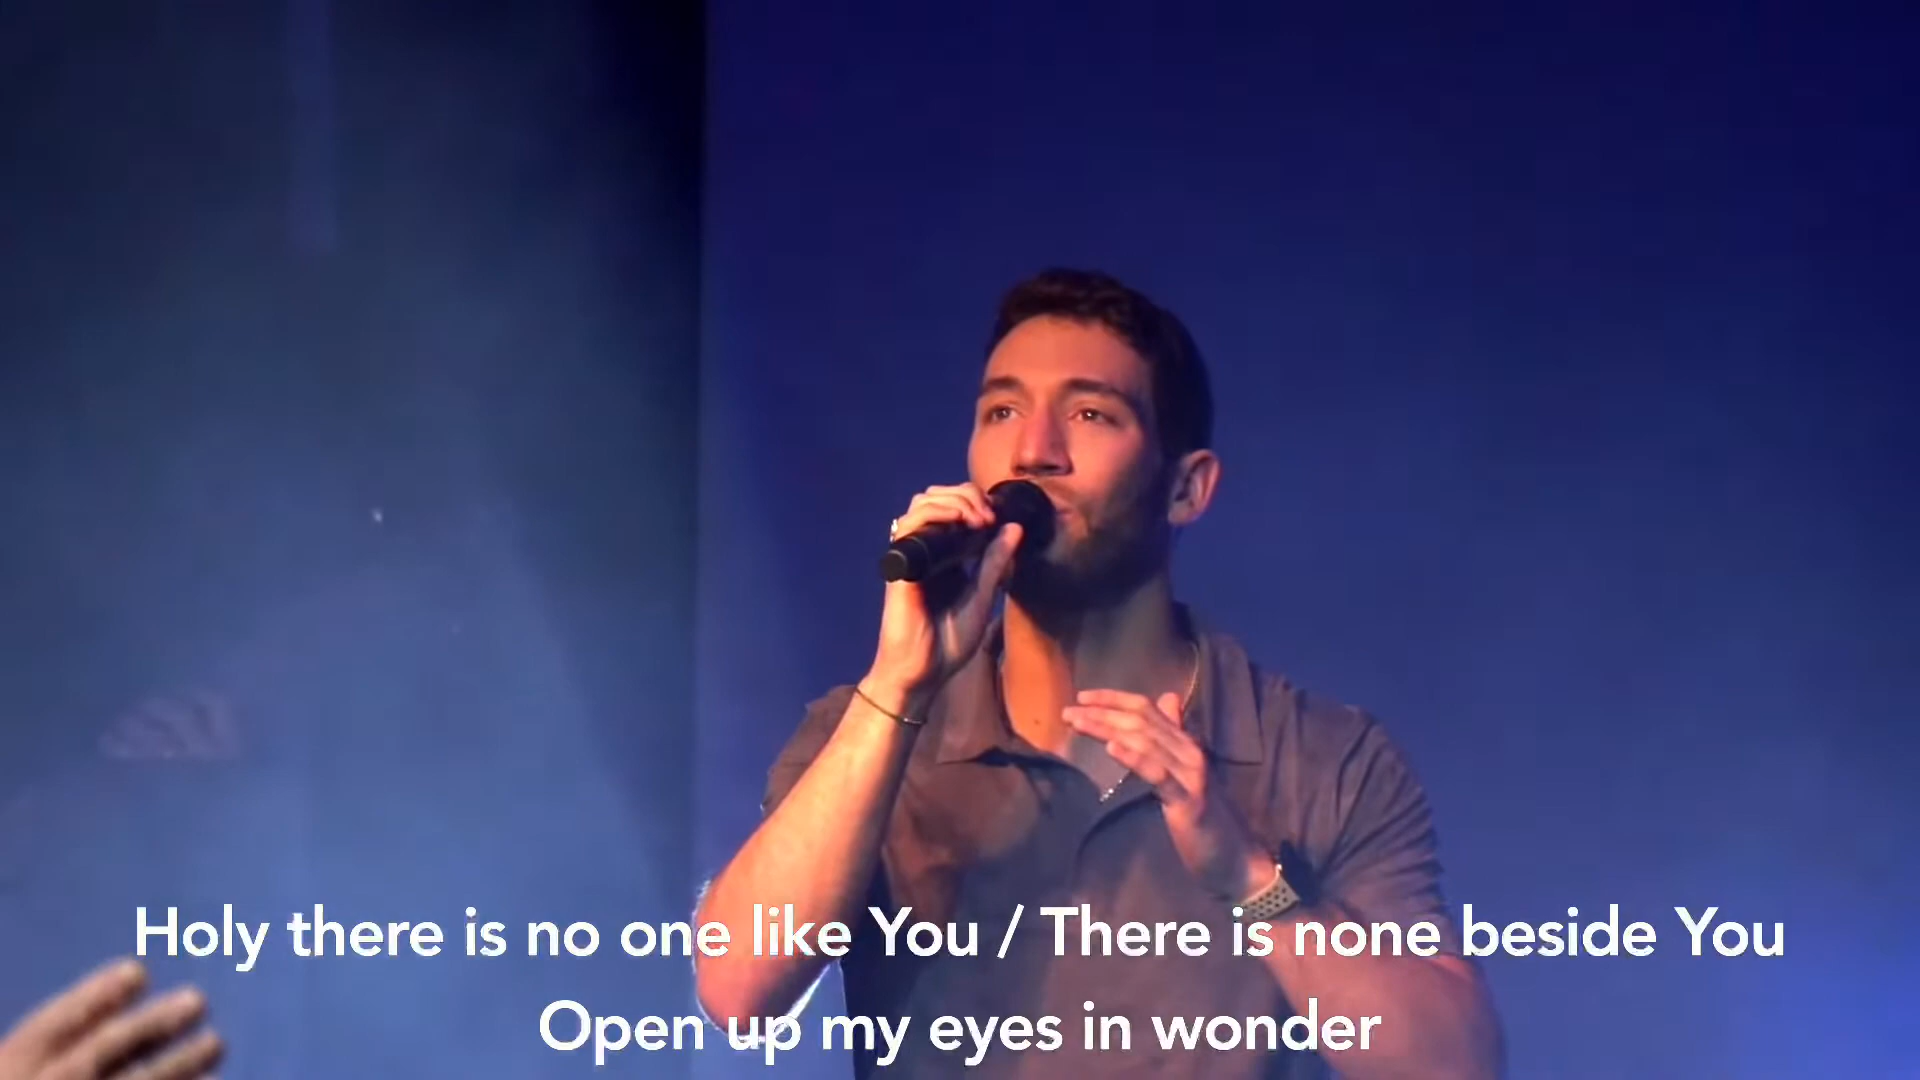 Holy there is no one like You / There is none beside You
Open up my eyes in wonder